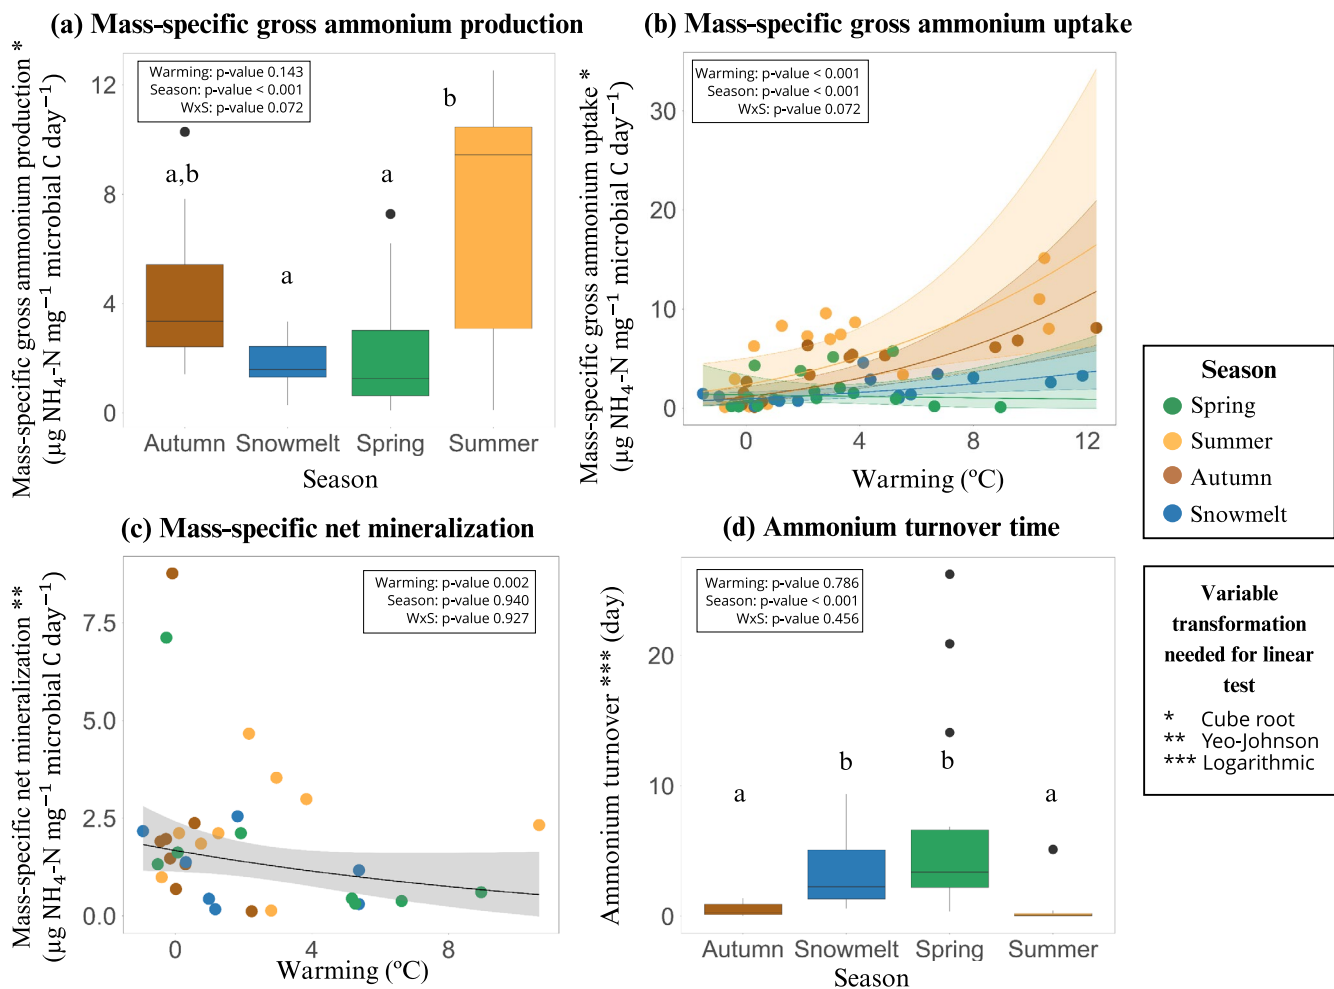 (a) Mass-specific gross ammonium production
Mass-specific gross ammonium production *
(µg NH₄-N mg⁻¹ microbial C day⁻¹)
Warming: p-value 0.143
Season: p-value < 0.001
WxS: p-value 0.072
12
8
4
0
a,b
a
a
b
Autumn
Snowmelt
Spring
Summer
Season
(b) Mass-specific gross ammonium uptake
Mass-specific gross ammonium uptake *
(µg NH₄-N mg⁻¹ microbial C day⁻¹)
Warming: p-value < 0.001
Season: p-value < 0.001
WxS: p-value 0.072
30
20
10
0
0
4
8
12
Warming (ºC)
Season
Spring
Summer
Autumn
Snowmelt
(c) Mass-specific net mineralization
Mass-specific net mineralization **
(µg NH₄-N mg⁻¹ microbial C day⁻¹)
Warming: p-value 0.002
Season: p-value 0.940
WxS: p-value 0.927
7.5
5.0
2.5
0.0
0
4
8
Warming (ºC)
(d) Ammonium turnover time
Ammonium turnover *** (day)
Warming: p-value 0.786
Season: p-value < 0.001
WxS: p-value 0.456
20
10
0
a
b
b
a
Autumn
Snowmelt
Spring
Summer
Season
Variable
transformation
needed for linear
test
* Cube root
** Yeo-Johnson
*** Logarithmic